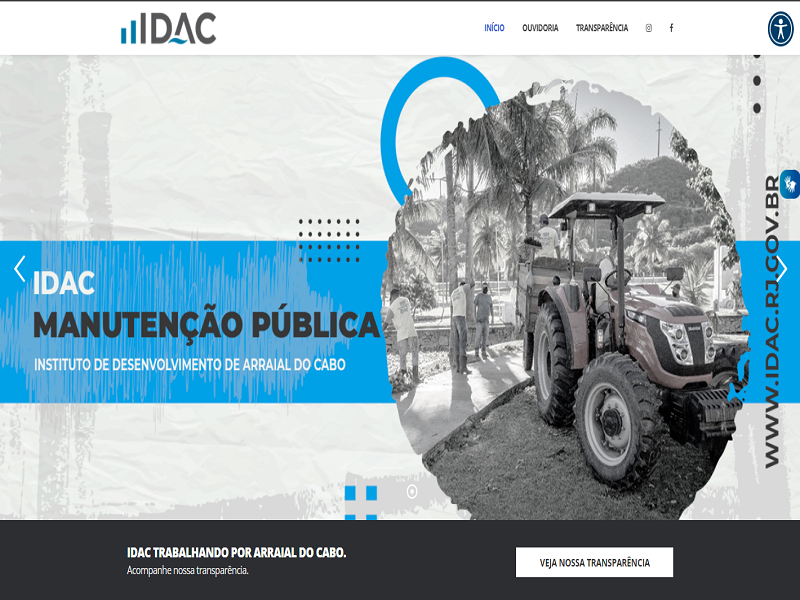 IDAC
INÍCIO
OUVIDORIA
TRANSPARÊNCIA
IDAC
MANUTENÇÃO PÚBLICA
INSTITUTO DE DESENVOLVIMENTO DE ARRAIAL DO CABO
WWW.IDAC.RJ.GOV.BR
IDAC TRABALHANDO POR ARRAIAL DO CABO.
Acompanhe nossa transparência.
VEJA NOSSA TRANSPARÊNCIA